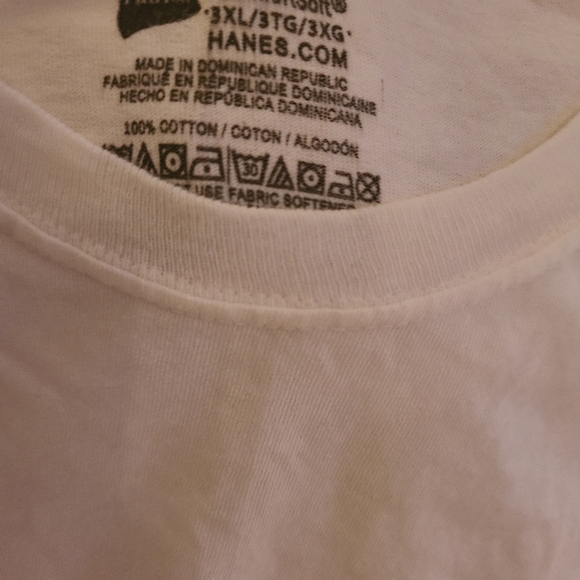 ·3XL/3TG/3XG·
HANES.COM
MADE IN DOMINICAN REPUBLIC
FABRIQUÉ EN RÉPUBLIQUE DOMINICAINE
HECHO EN REPÚBLICA DOMINICANA
100% COTTON / COTON / ALGODÓN
30
USE FABRIC SOFTENER